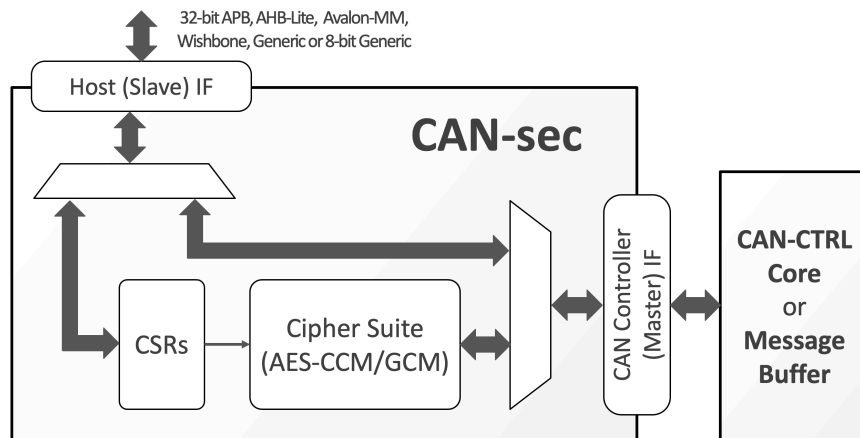 32-bit APB, AHB-Lite, Avalon-MM,
Wishbone, Generic or 8-bit Generic
Host (Slave) IF
CAN-sec
CSRs
Cipher Suite
(AES-CCM/GCM)
CAN Controller
(Master) IF
CAN-CTRL
Core
or
Message
Buffer